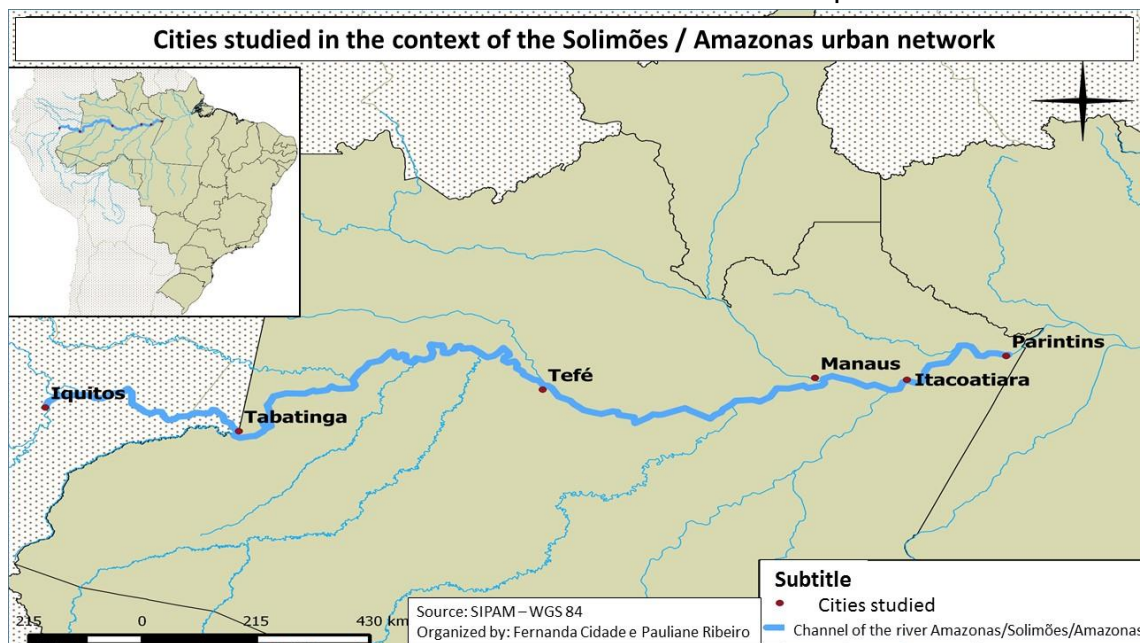 Cities studied in the context of the Solimões / Amazonas urban network
Iquitos
Tabatinga
Tefé
Manaus
Itacoatiara
Parintins
215 0 215 430 km
Source: SIPAM – WGS 84
Organized by: Fernanda Cidade e Pauliane Ribeiro
Subtitle
Cities studied
Channel of the river Amazonas/Solimões/Amazonas